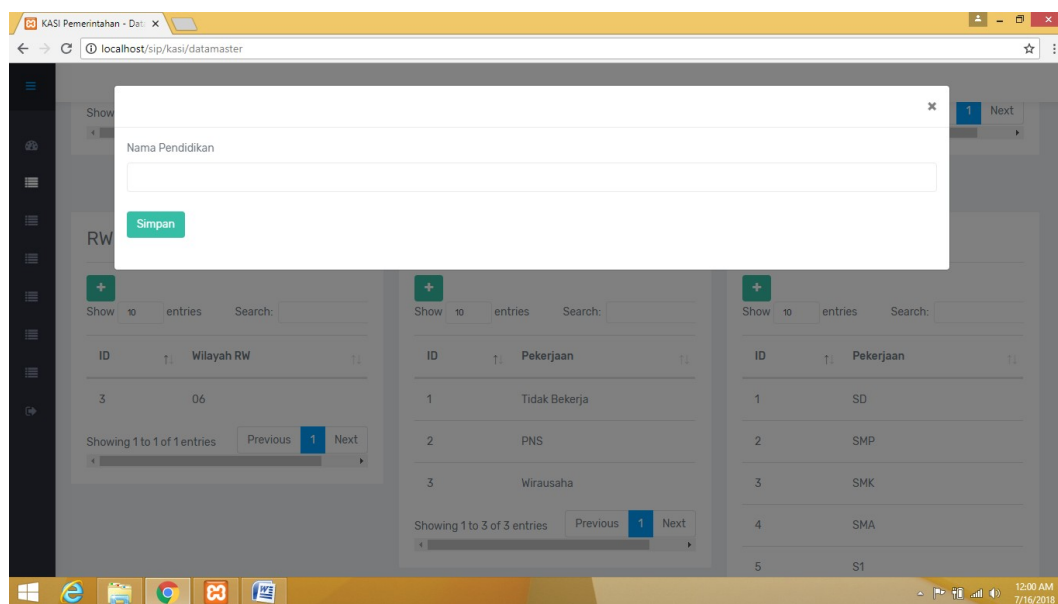 KASI Pemerintahan - Dat
localhost/sip/kasi/datamaster
Show
1 Next
Nama Pendidikan
Simpan
RW
Show 10 entries Search:
Show 10 entries Search:
Show 10 entries Search:
ID Wilayah RW
ID Pekerjaan
ID Pekerjaan
3 06
1 Tidak Bekerja
1 SD
Showing 1 to 1 of 1 entries Previous 1 Next
2 PNS
2 SMP
3 Wirausaha
3 SMK
Showing 1 to 3 of 3 entries Previous 1 Next
4 SMA
5 S1
12:00 AM
7/16/2018